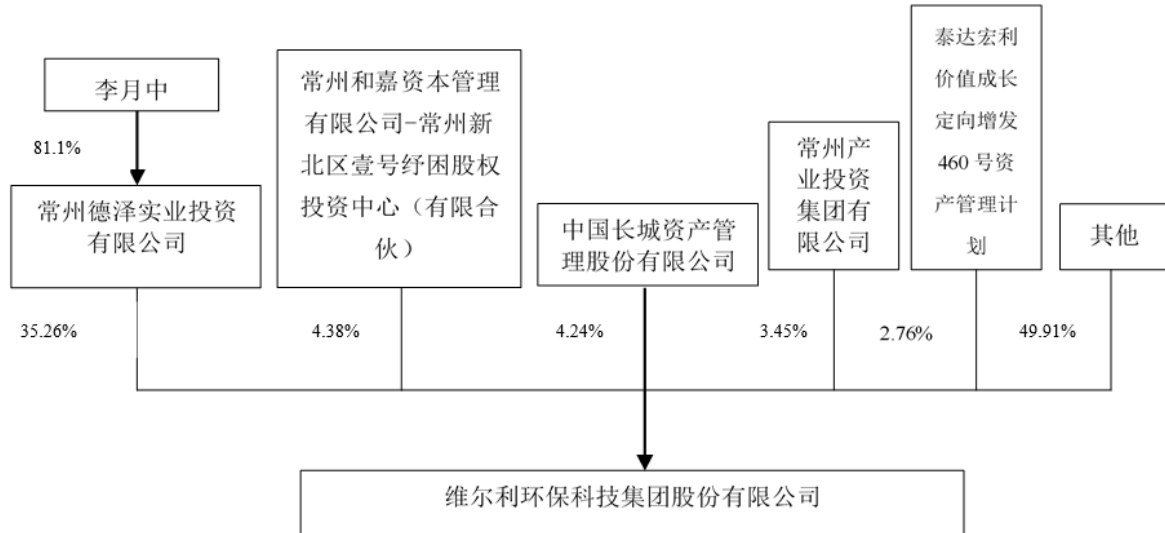 李月中
81.1%
常州德泽实业投资
有限公司
35.26%
常州和嘉资本管理
有限公司-常州新
北区壹号纾困股权
投资中心（有限合
伙）
4.38%
中国长城资产管
理股份有限公司
4.24%
常州产
业投资
集团有
限公司
3.45%
泰达宏利
价值成长
定向增发
460 号资
产管理计
划
2.76%
其他
49.91%
维尔利环保科技集团股份有限公司